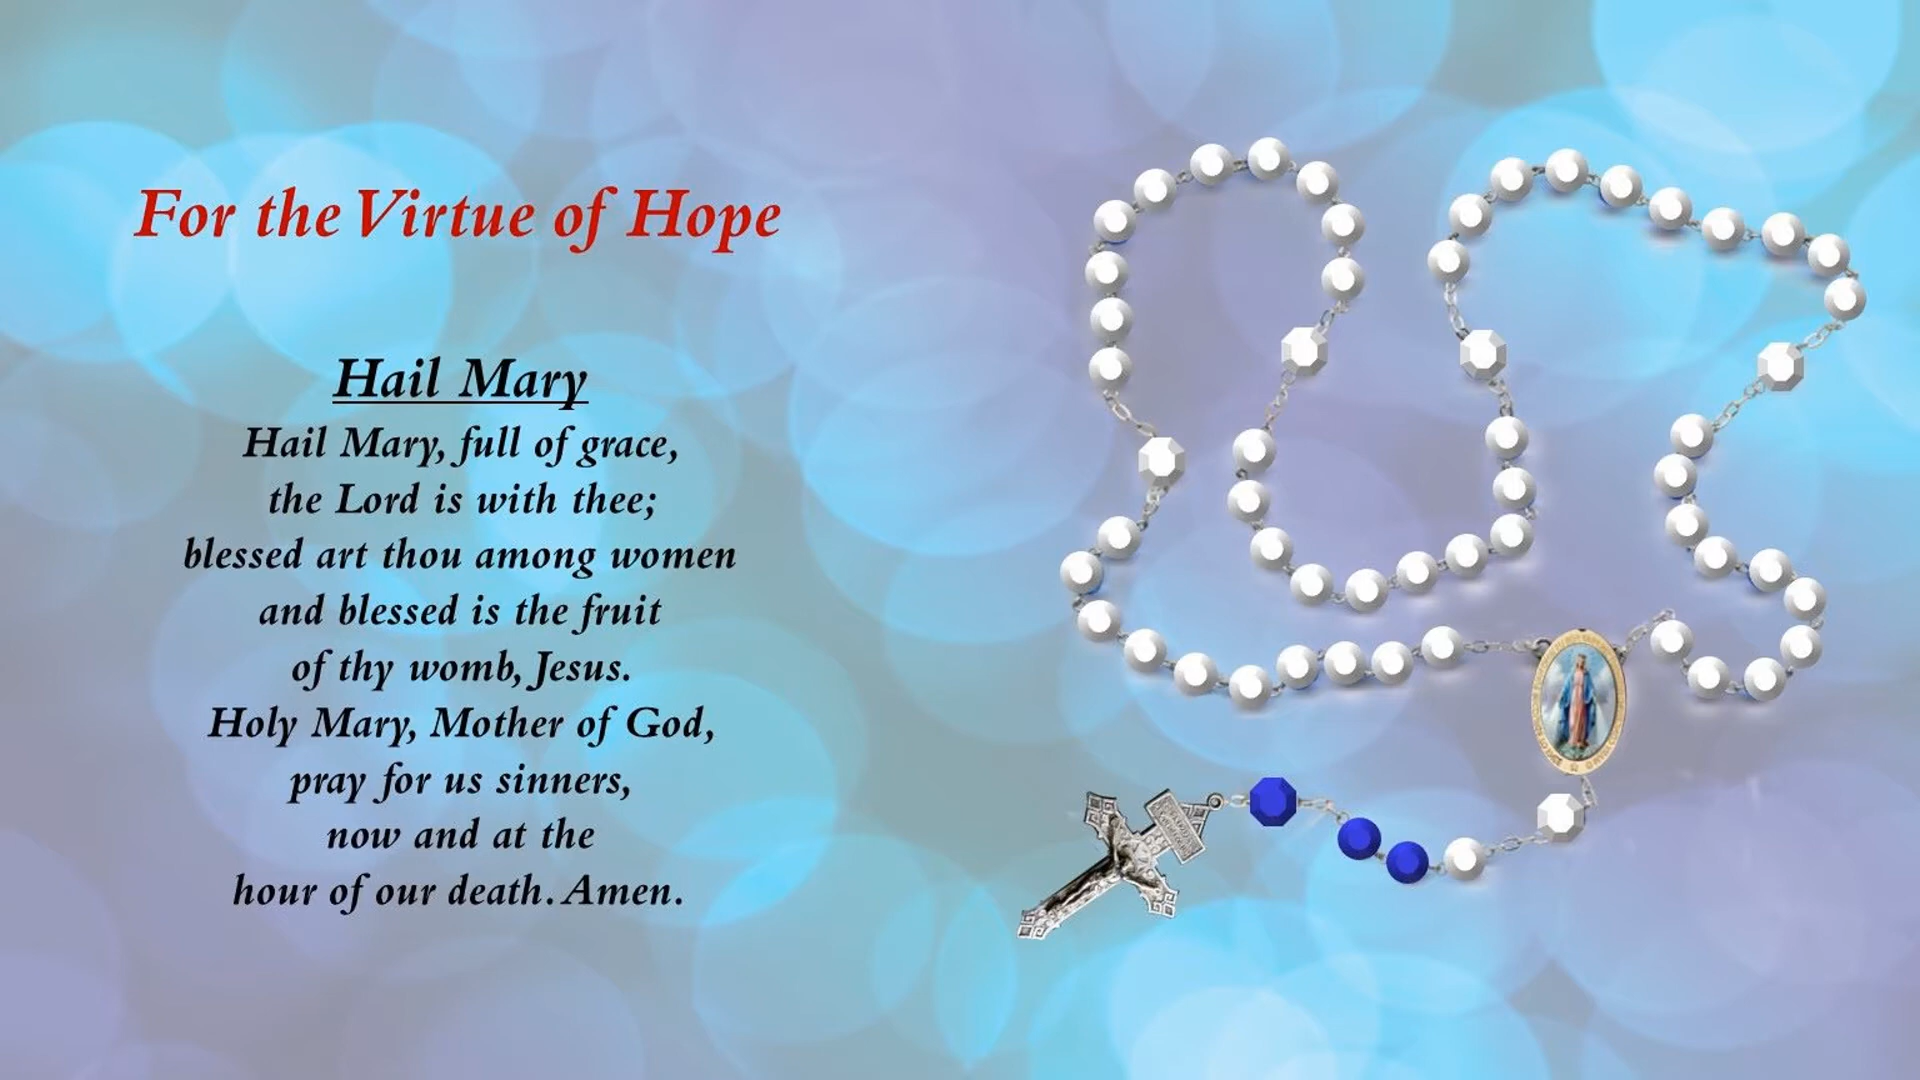 For the Virtue of Hope
Hail Mary
Hail Mary, full of grace,
the Lord is with thee;
blessed art thou among women
and blessed is the fruit
of thy womb, Jesus.
Holy Mary, Mother of God,
pray for us sinners,
now and at the
hour of our death. Amen.